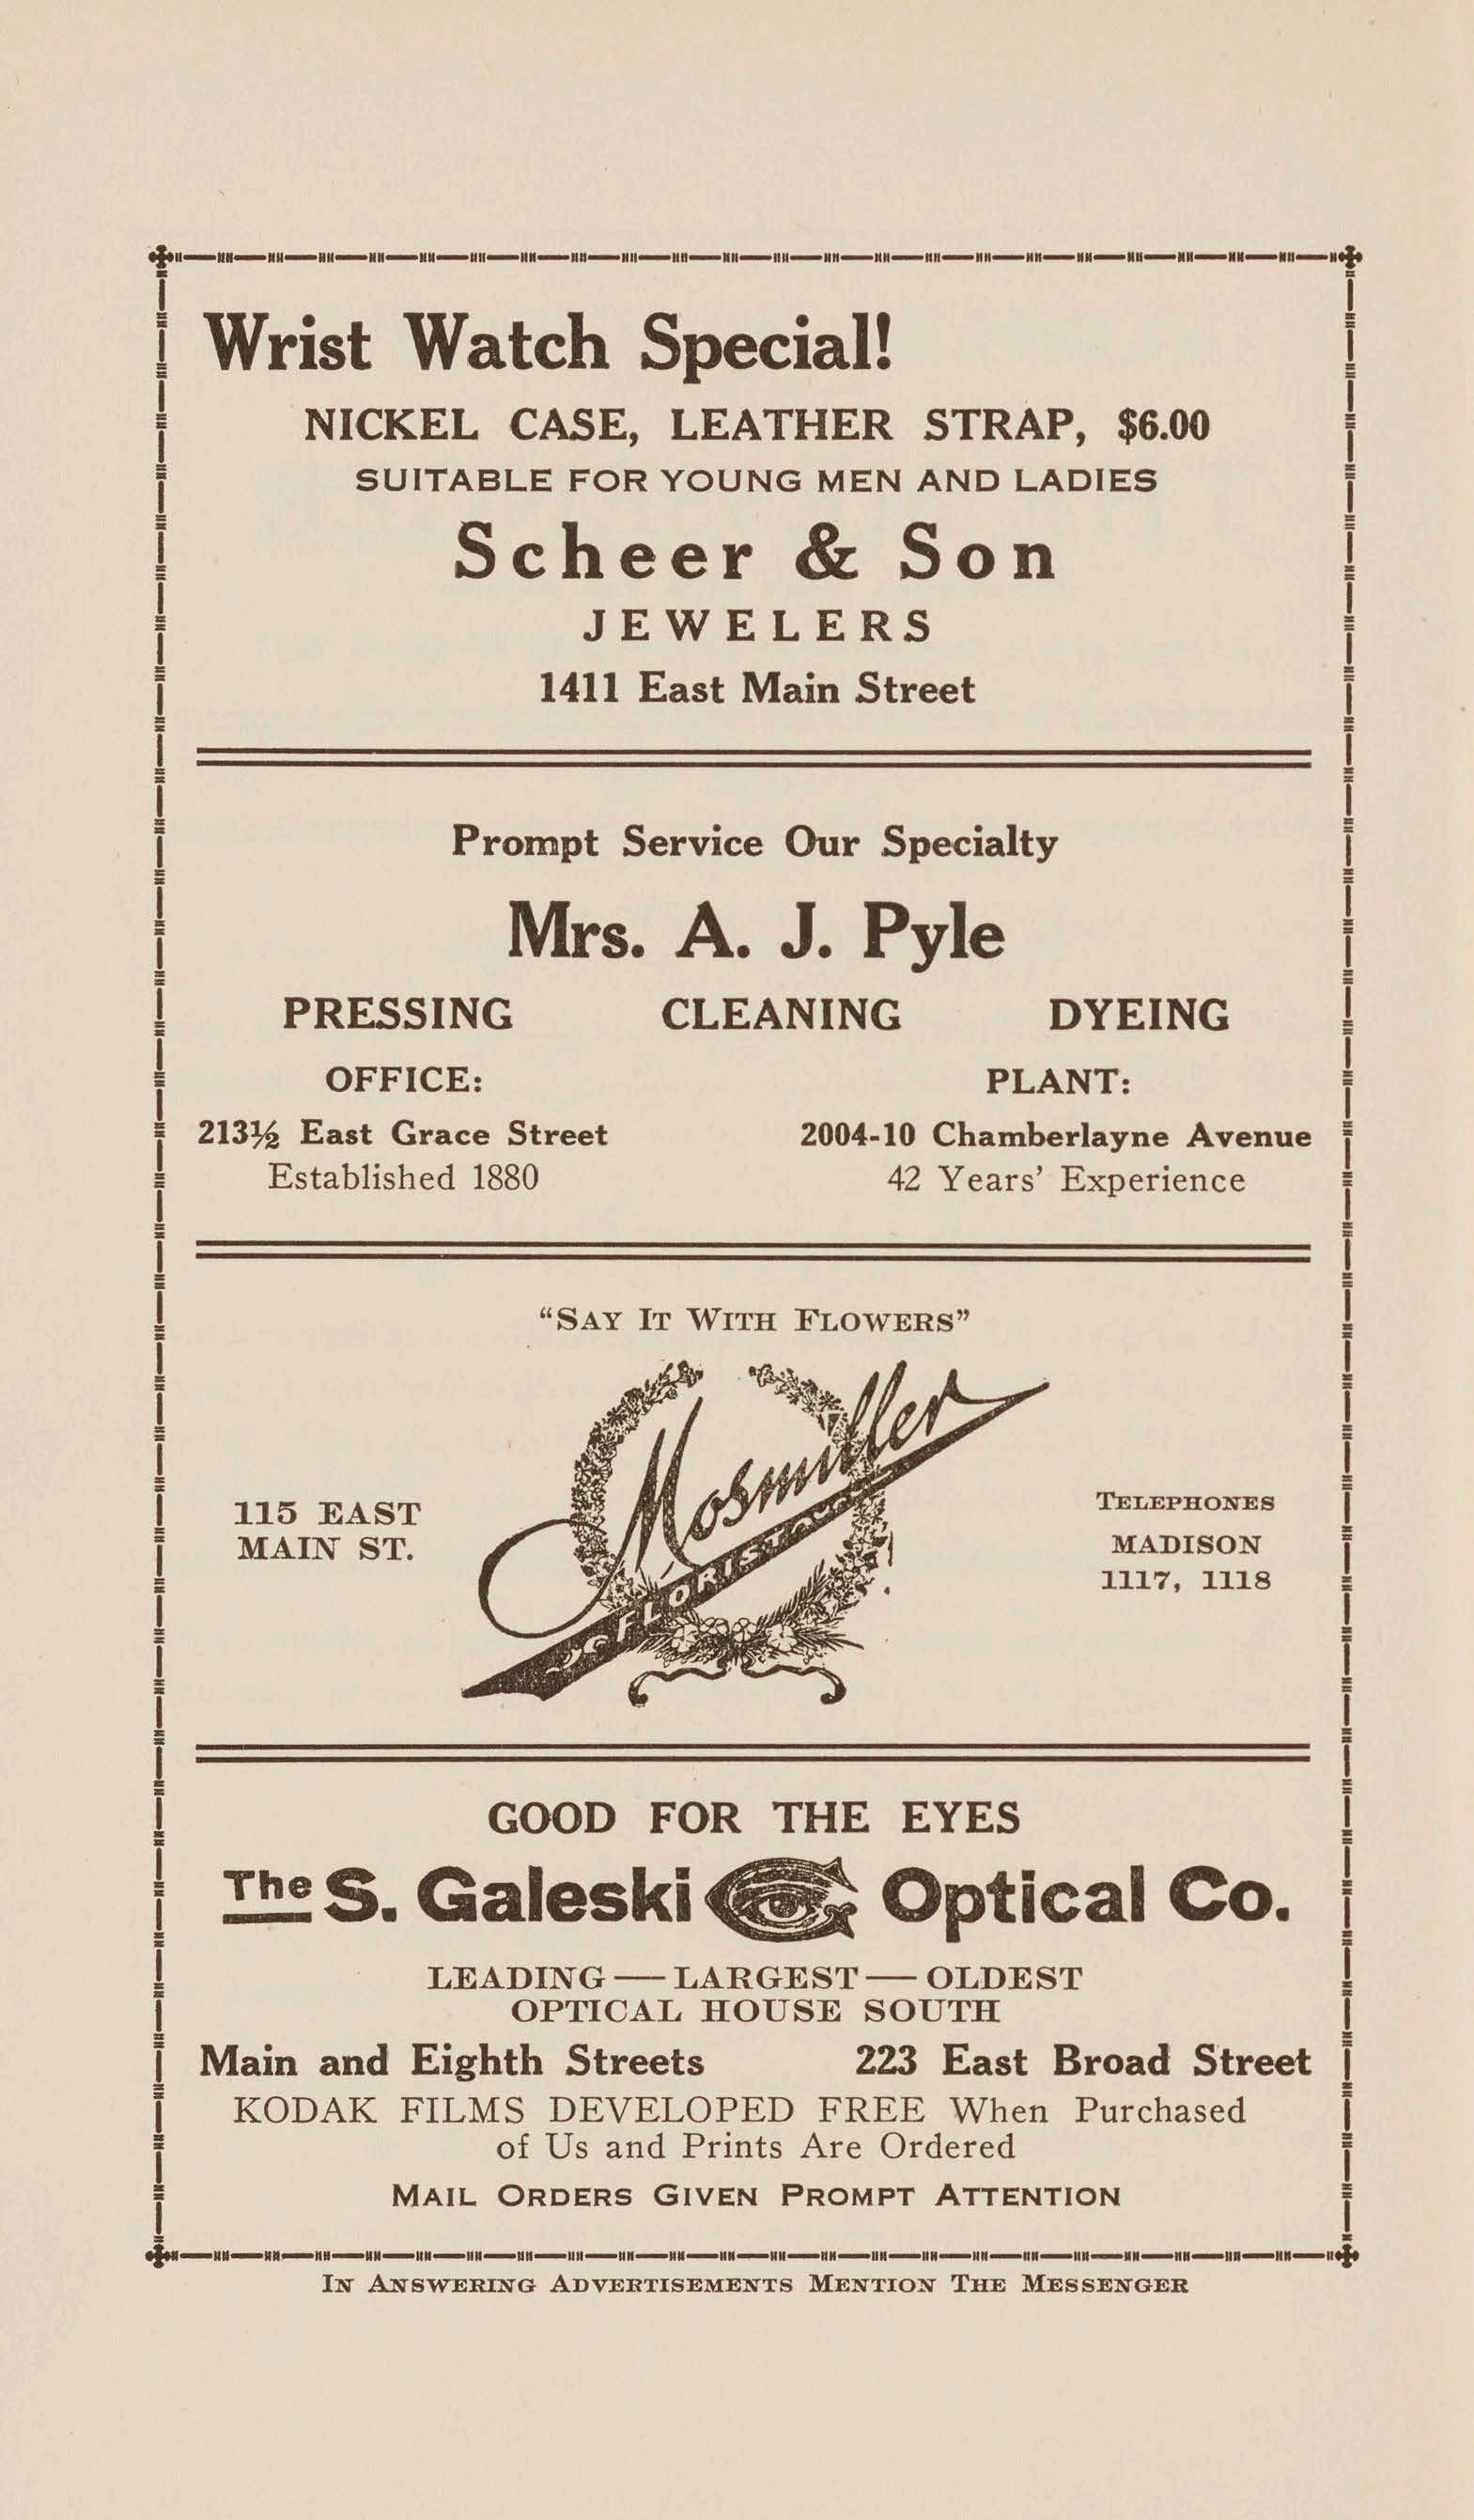 Wrist Watch Special!
NICKEL CASE, LEATHER STRAP, $6.00
SUITABLE FOR YOUNG MEN AND LADIES
Scheer & Son
JEWELERS
1411 East Main Street
Prompt Service Our Specialty
Mrs. A. J. Pyle
PRESSING CLEANING DYEING
OFFICE: PLANT:
213½ East Grace Street 2004-10 Chamberlayne Avenue
Established 1880 42 Years' Experience
"SAY IT WITH FLOWERS"
Mosmiller
FLORIST
115 EAST
MAIN ST.
TELEPHONES
MADISON
1117, 1118
GOOD FOR THE EYES
The S. Galeski Optical Co.
LEADING — LARGEST — OLDEST
OPTICAL HOUSE SOUTH
Main and Eighth Streets 223 East Broad Street
KODAK FILMS DEVELOPED FREE When Purchased
of Us and Prints Are Ordered
MAIL ORDERS GIVEN PROMPT ATTENTION
IN ANSWERING ADVERTISEMENTS MENTION THE MESSENGER